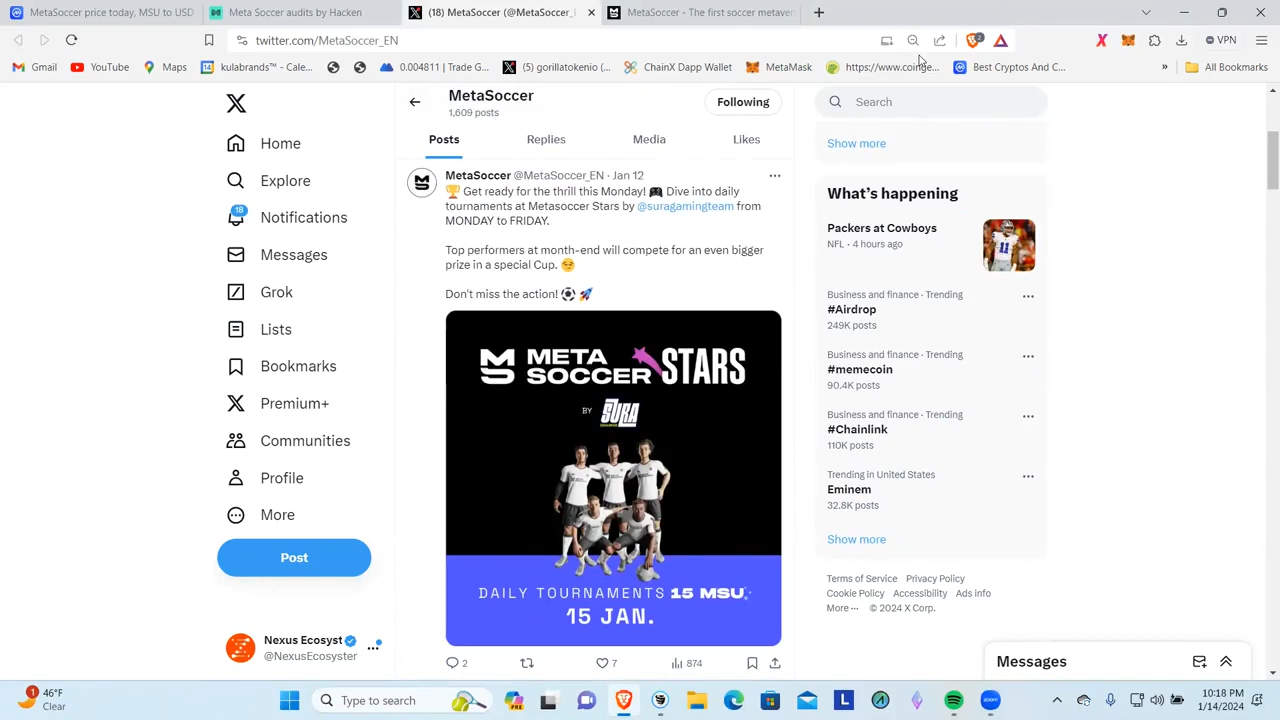 MetaSoccer price today, MSU to USD
Meta Soccer audits by Hacken
(18) MetaSoccer (@MetaSoccer_E
MetaSoccer - The first soccer metaver
twitter.com/MetaSoccer_EN
2
VPN
Gmail
YouTube
Maps
kulabrands™ - Cale...
0.004811 | Trade G...
(5) gorillatokenio (...
ChainX Dapp Wallet
MetaMask
https://www.coinge...
Best Cryptos And C...
»
All Bookmarks
MetaSoccer
1,609 posts
Following
Search
Posts
Replies
Media
Likes
Home
Explore
18
Notifications
Messages
Grok
Lists
Bookmarks
Premium+
Communities
Profile
More
Post
Nexus Ecosyst
@NexusEcosyster
MetaSoccer @MetaSoccer_EN · Jan 12
🏆 Get ready for the thrill this Monday! 🎮 Dive into daily
tournaments at Metasoccer Stars by @suragamingteam from
MONDAY to FRIDAY.
Top performers at month-end will compete for an even bigger
prize in a special Cup. 😏
Don't miss the action! ⚽ 🚀
META
SOCCER STARS
BY SURA
GAMING
DAILY TOURNAMENTS 15 MSU
15 JAN.
2
7
874
Show more
What's happening
Packers at Cowboys
NFL · 4 hours ago
Business and finance · Trending
#Airdrop
249K posts
Business and finance · Trending
#memecoin
90.4K posts
Business and finance · Trending
#Chainlink
110K posts
Trending in United States
Eminem
32.8K posts
Show more
Terms of Service Privacy Policy
Cookie Policy Accessibility Ads info
More ··· © 2024 X Corp.
Messages
1
46°F
Clear
Type here to search
PRE
L
zoom
10:18 PM
1/14/2024